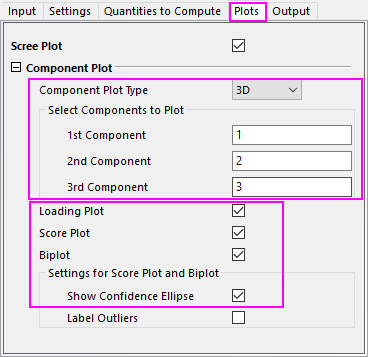 Input Settings Quantities to Compute Plots Output
Scree Plot
Component Plot
Component Plot Type 3D
Select Components to Plot
1st Component 1
2nd Component 2
3rd Component 3
Loading Plot
Score Plot
Biplot
Settings for Score Plot and Biplot
Show Confidence Ellipse
Label Outliers